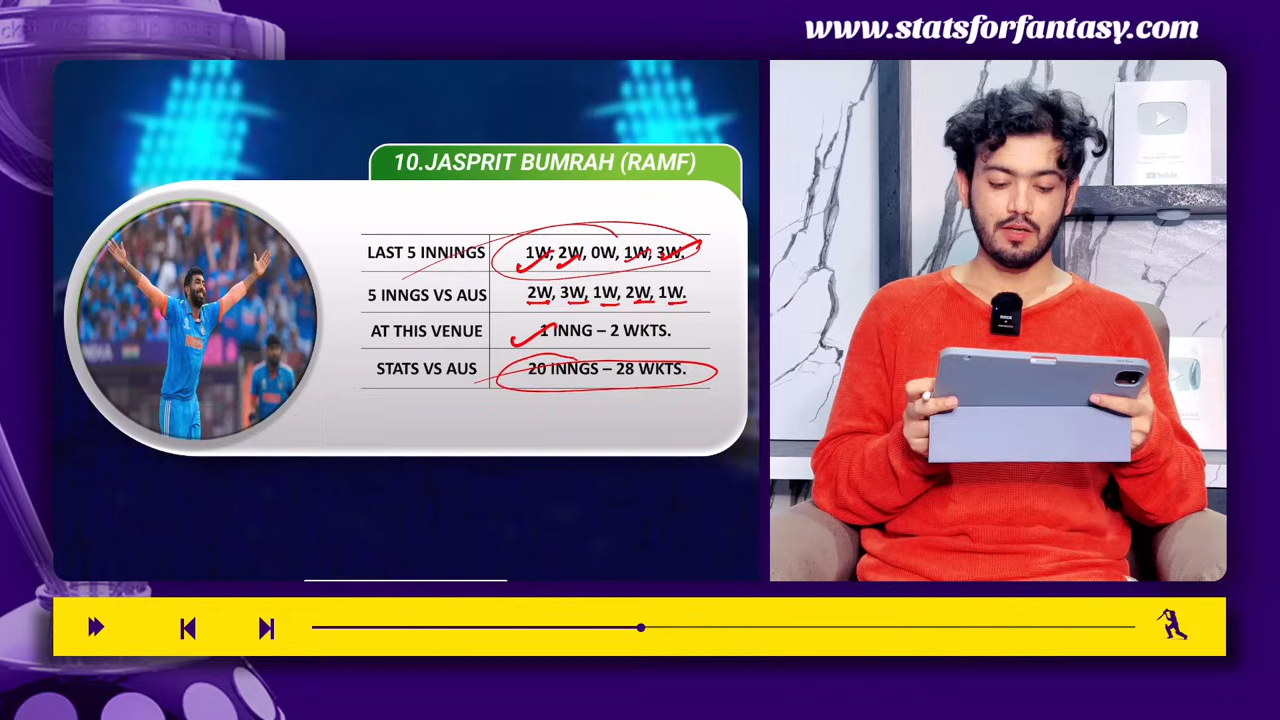 www.statsforfantasy.com
10.JASPRIT BUMRAH (RAMF)
LAST 5 INNINGS 1W, 2W, 0W, 1W, 3W.
5 INNGS VS AUS 2W, 3W, 1W, 2W, 1W.
AT THIS VENUE 1 INNG – 2 WKTS.
STATS VS AUS 20 INNGS – 28 WKTS.
INDIA
YouTube